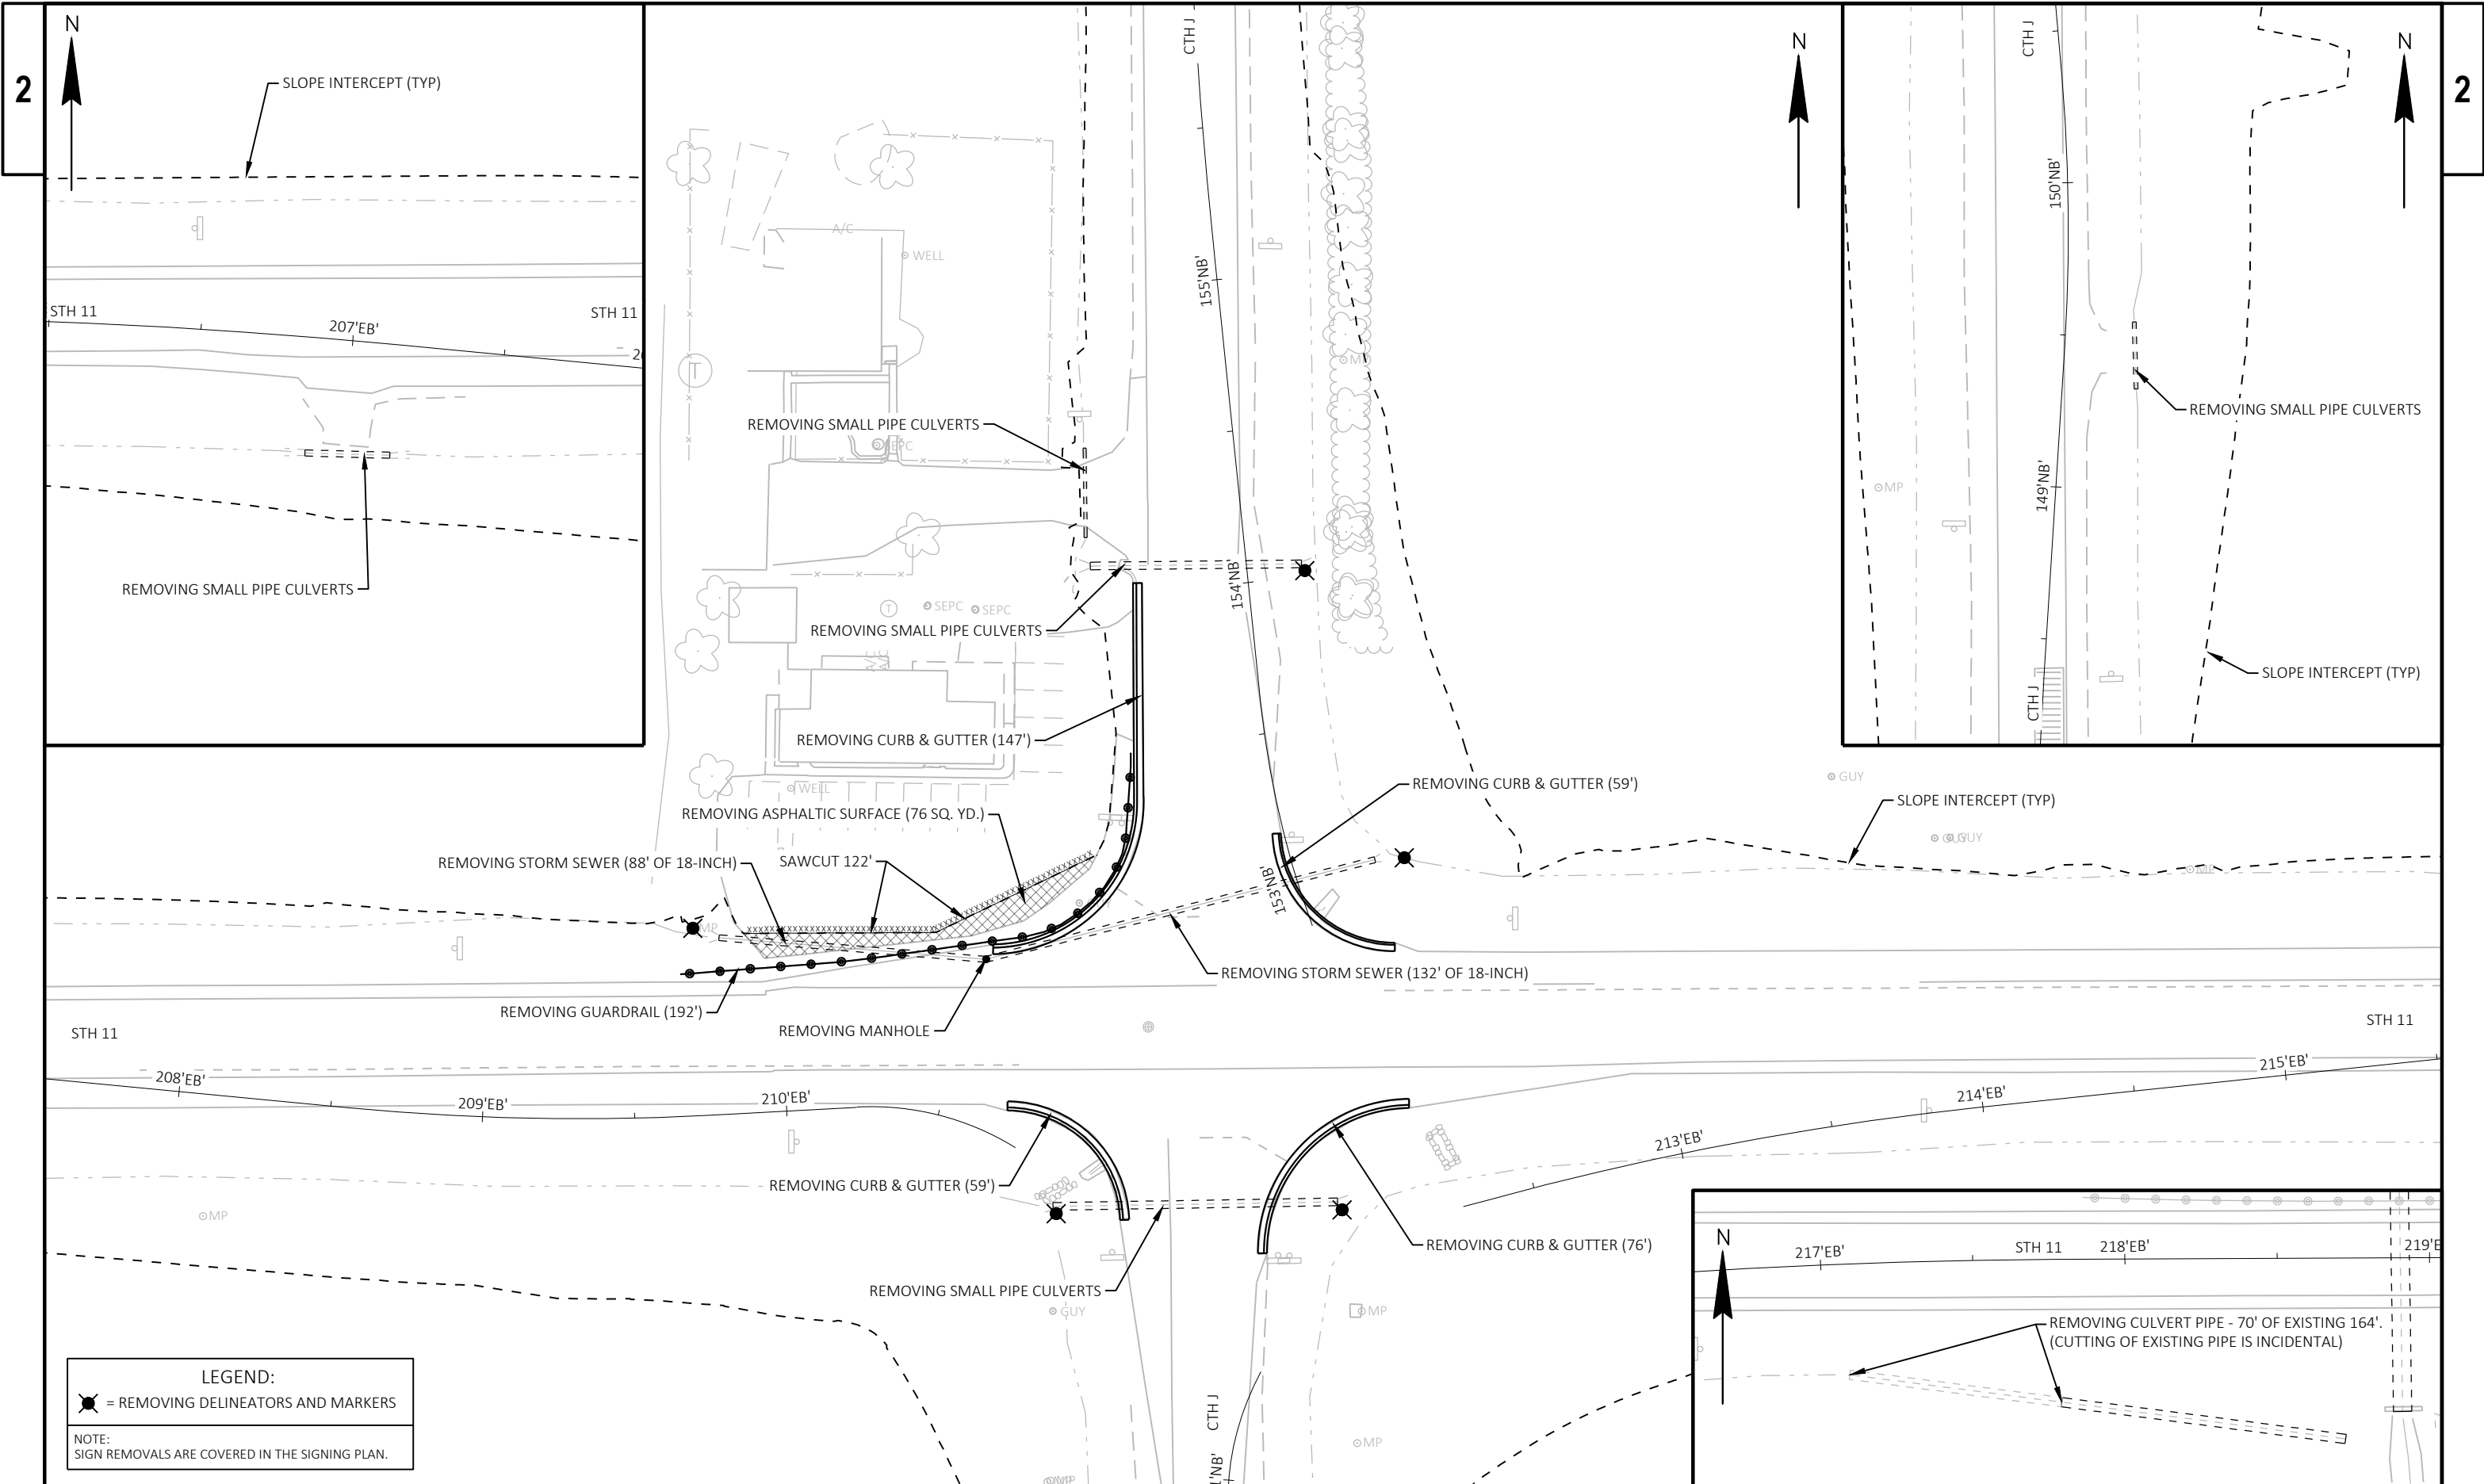 2
N
SLOPE INTERCEPT (TYP)
STH 11
207'EB'
STH 11
REMOVING SMALL PIPE CULVERTS
CTH J
N
A/C
WELL
155'NB'
T
MP
REMOVING SMALL PIPE CULVERTS
SEPC
154'NB'
T
SEPC
SEPC
REMOVING SMALL PIPE CULVERTS
REMOVING CURB & GUTTER (147')
WELL
REMOVING ASPHALTIC SURFACE (76 SQ. YD.)
REMOVING STORM SEWER (88' OF 18-INCH)
SAWCUT 122'
REMOVING CURB & GUTTER (59')
153'NB'
MP
REMOVING STORM SEWER (132' OF 18-INCH)
REMOVING GUARDRAIL (192')
REMOVING MANHOLE
2
CTH J
N
150'NB'
REMOVING SMALL PIPE CULVERTS
MP
149'NB'
SLOPE INTERCEPT (TYP)
CTH J
GUY
SLOPE INTERCEPT (TYP)
GUY
GUY
MP
STH 11
STH 11
208'EB'
209'EB'
210'EB'
213'EB'
214'EB'
215'EB'
REMOVING CURB & GUTTER (59')
MP
REMOVING CURB & GUTTER (76')
REMOVING SMALL PIPE CULVERTS
GUY
MP
MP
CTH J
N
217'EB'
STH 11
218'EB'
REMOVING CULVERT PIPE - 70' OF EXISTING 164'.
(CUTTING OF EXISTING PIPE IS INCIDENTAL)
LEGEND:
= REMOVING DELINEATORS AND MARKERS
NOTE:
SIGN REMOVALS ARE COVERED IN THE SIGNING PLAN.